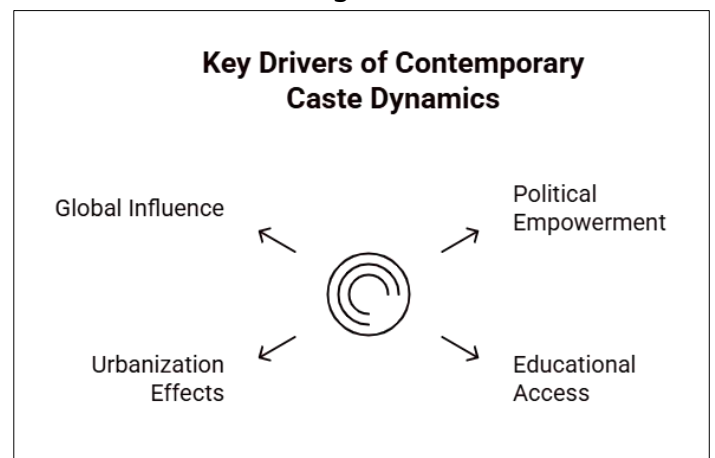 Key Drivers of Contemporary
Caste Dynamics
Global Influence
Political
Empowerment
Urbanization
Effects
Educational
Access